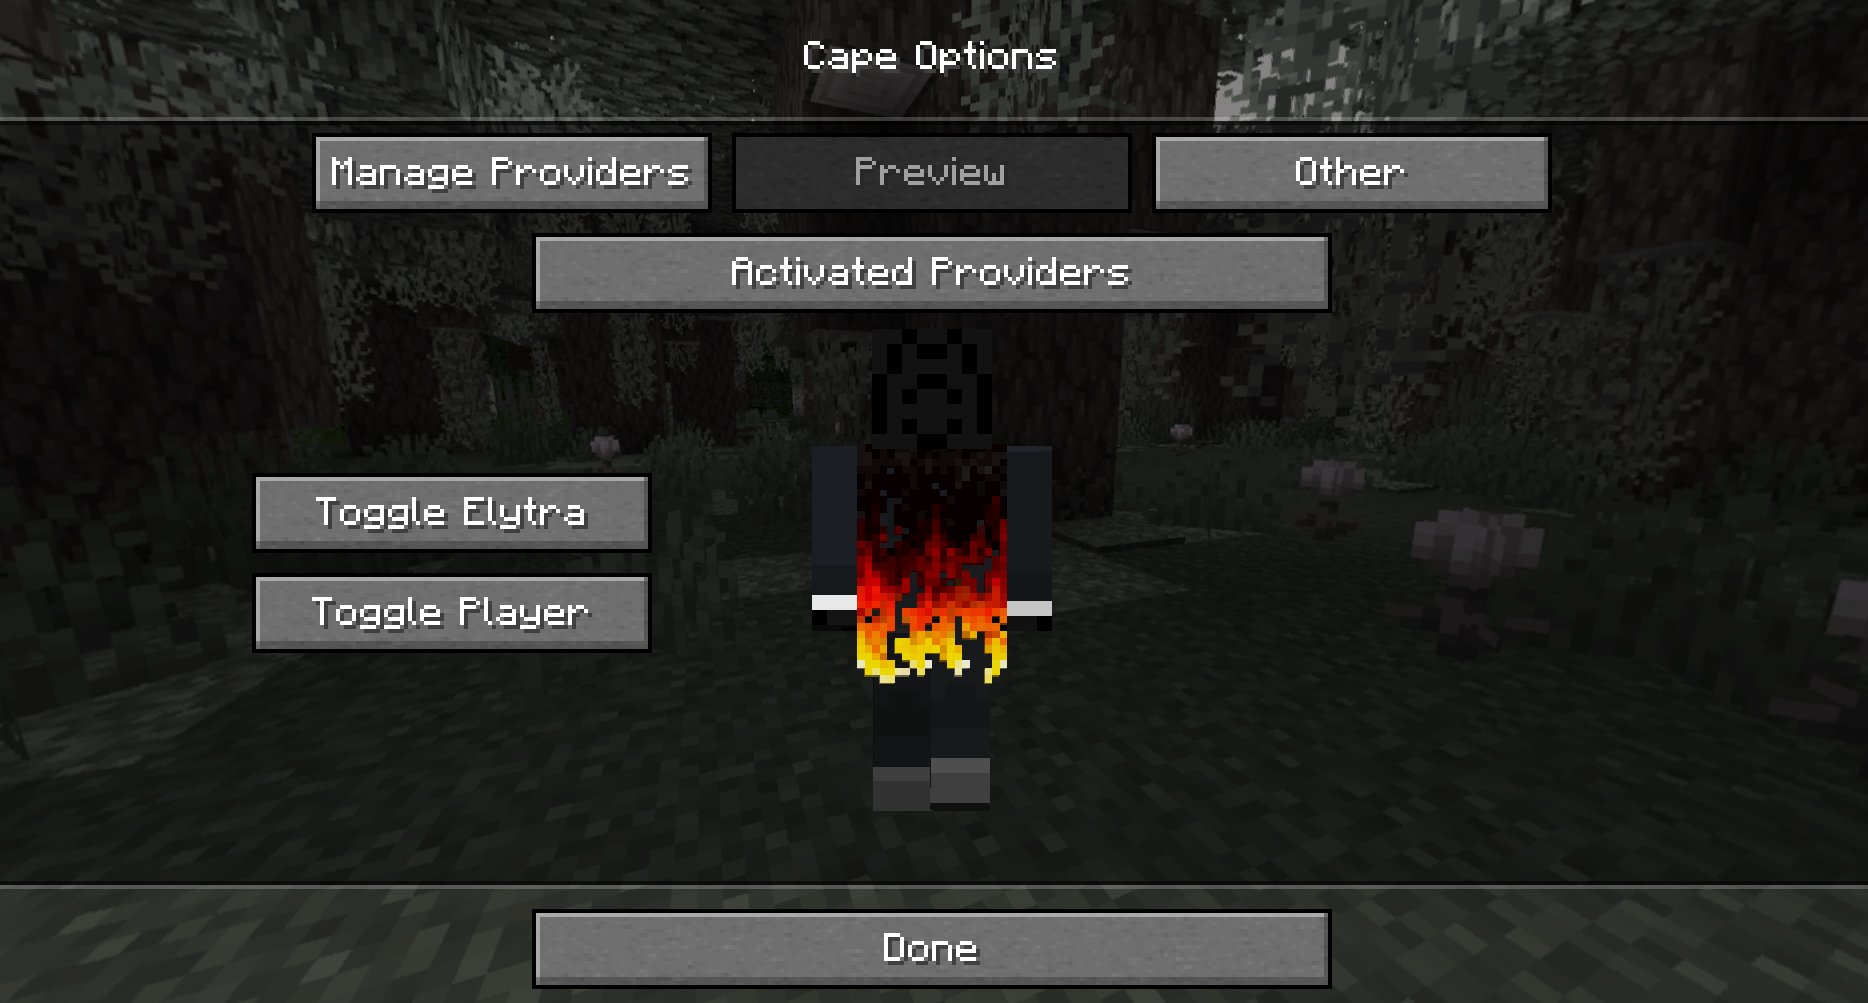 Cape Options
Manage Providers
Preview
Other
Activated Providers
Toggle Elytra
Toggle Player
Done